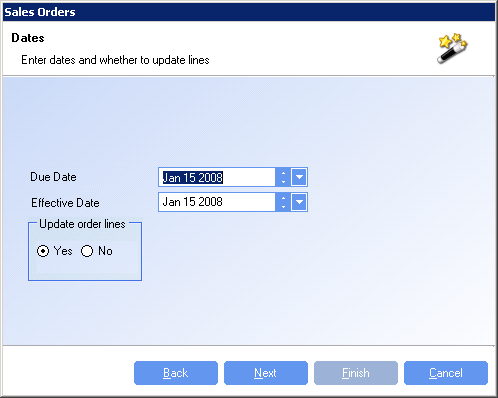 Sales Orders
Dates
Enter dates and whether to update lines
Due Date Jan 15 2008
Effective Date Jan 15 2008
Update order lines
Yes No
Back Next Finish Cancel